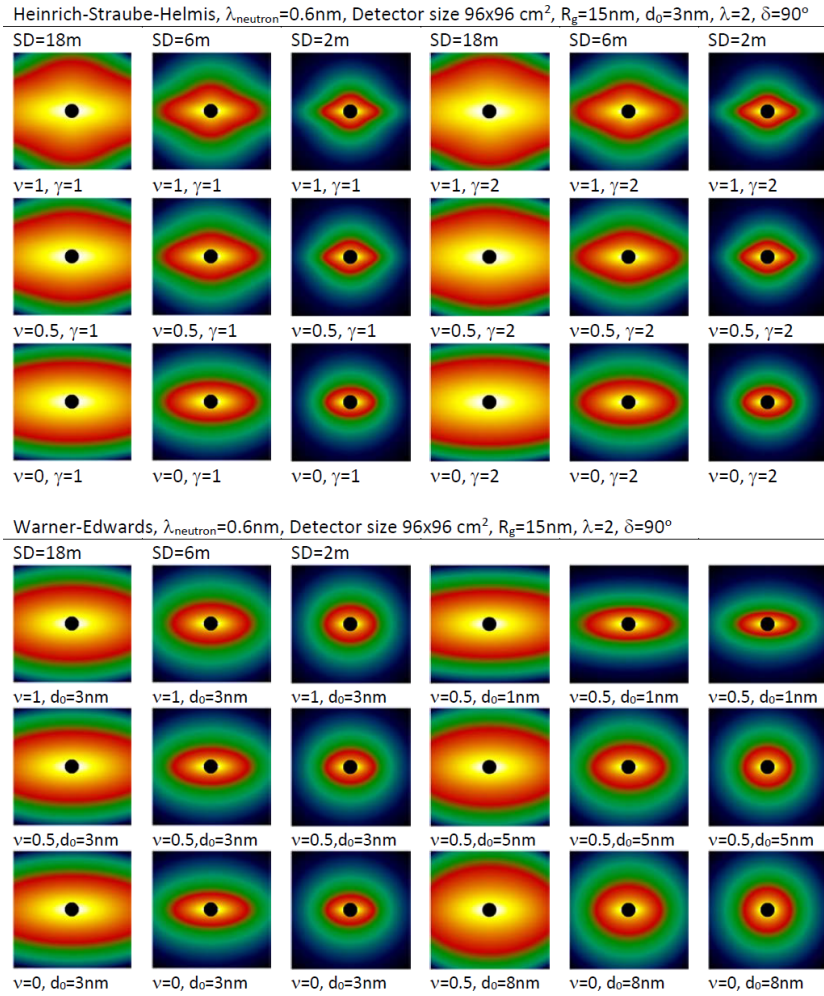 Heinrich-Straube-Helmis, λneutron=0.6nm, Detector size 96x96 cm², Rg=15nm, d₀=3nm, λ=2, δ=90°
SD=18m SD=6m SD=2m SD=18m SD=6m SD=2m
ν=1, γ=1 ν=1, γ=1 ν=1, γ=1 ν=1, γ=2 ν=1, γ=2 ν=1, γ=2
ν=0.5, γ=1 ν=0.5, γ=1 ν=0.5, γ=1 ν=0.5, γ=2 ν=0.5, γ=2 ν=0.5, γ=2
ν=0, γ=1 ν=0, γ=1 ν=0, γ=1 ν=0, γ=2 ν=0, γ=2 ν=0, γ=2
Warner-Edwards, λneutron=0.6nm, Detector size 96x96 cm², Rg=15nm, λ=2, δ=90°
SD=18m SD=6m SD=2m
ν=1, d₀=3nm ν=1, d₀=3nm ν=1, d₀=3nm ν=0.5, d₀=1nm ν=0.5, d₀=1nm ν=0.5, d₀=1nm
ν=0.5,d₀=3nm ν=0.5,d₀=3nm ν=0.5,d₀=3nm ν=0.5,d₀=5nm ν=0.5,d₀=5nm ν=0.5,d₀=5nm
ν=0, d₀=3nm ν=0, d₀=3nm ν=0, d₀=3nm ν=0.5, d₀=8nm ν=0, d₀=8nm ν=0, d₀=8nm